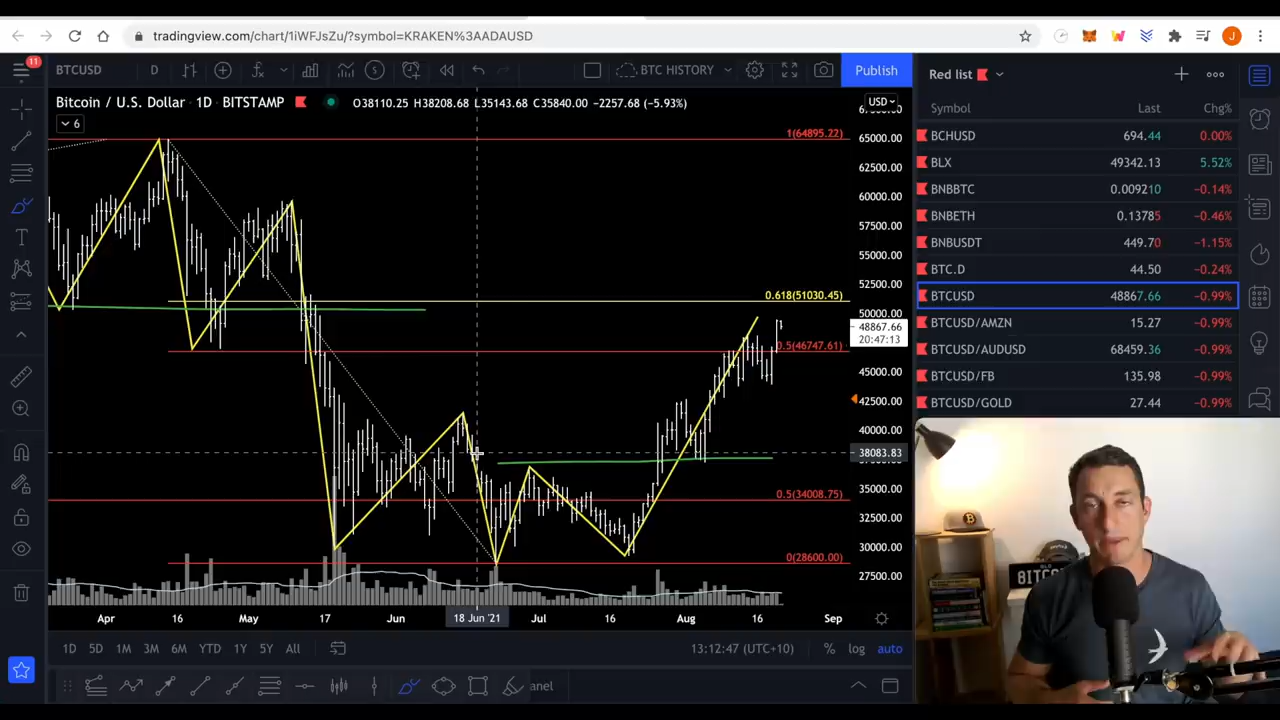 tradingview.com/chart/1iWFJsZu/?symbol=KRAKEN%3AADAUSD
11
BTCUSD D BTC HISTORY Publish
Bitcoin / U.S. Dollar · 1D · BITSTAMP O38110.25 H38208.68 L35143.68 C35840.00 −2257.68 (−5.93%)
6
USD
1(64895.22)
0.618(51030.45)
0.5(46747.61)
0.5(34008.75)
0(28600.00)
65000.00
62500.00
60000.00
57500.00
55000.00
52500.00
50000.00
48867.66
20:47:13
45000.00
42500.00
40000.00
38083.83
35000.00
32500.00
30000.00
27500.00
Apr 16 May 17 Jun 18 Jun '21 Jul 16 Aug 16 Sep
1D 5D 1M 3M 6M YTD 1Y 5Y All 13:12:47 (UTC+10) % log auto
anel
Red list
Symbol Last Chg%
BCHUSD 694.44 0.00%
BLX 49342.13 5.52%
BNBBTC 0.009210 −0.14%
BNBETH 0.13785 −0.46%
BNBUSDT 449.70 −1.15%
BTC.D 44.50 −0.24%
BTCUSD 48867.66 −0.99%
BTCUSD/AMZN 15.27 −0.99%
BTCUSD/AUDUSD 68459.36 −0.99%
BTCUSD/FB 135.98 −0.99%
BTCUSD/GOLD 27.44 −0.99%
J
BITCO